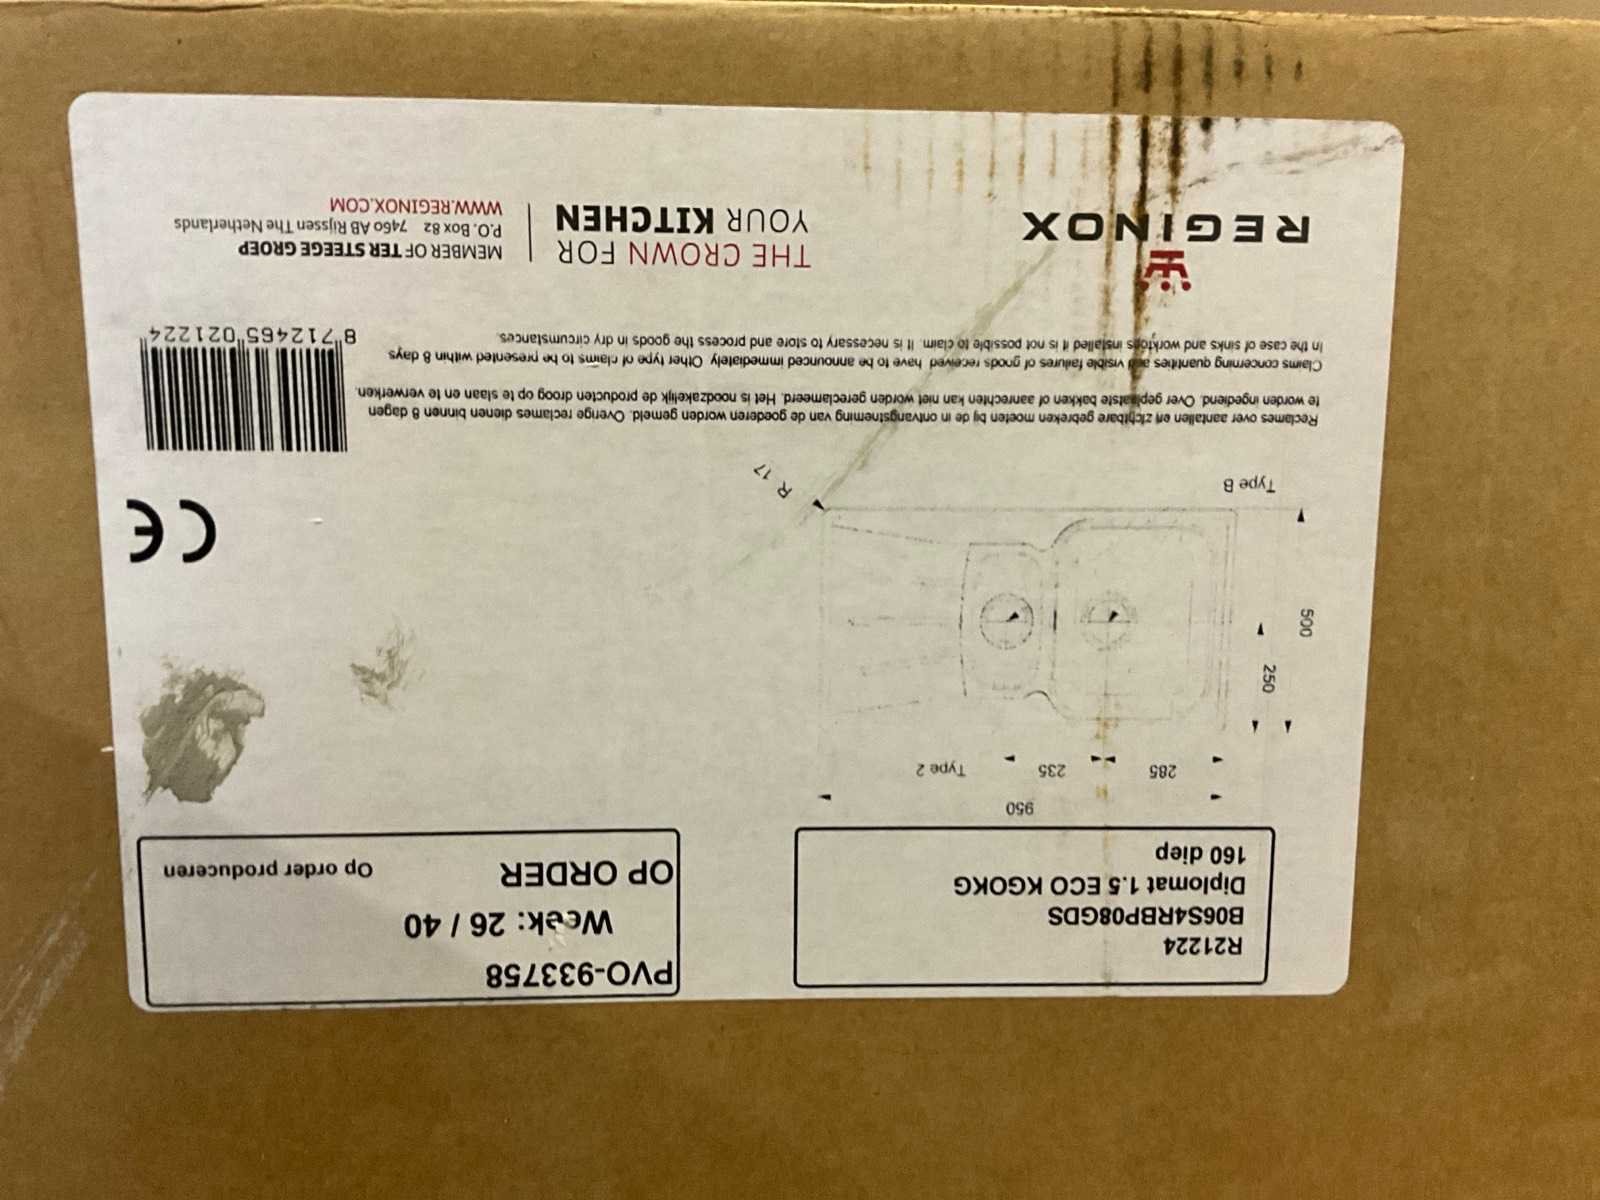 R21224
B06S4RBP08GDS
Diplomat 1.5 ECO KGOKG
160 diep
PVO-933758
Week: 26 / 40
OP ORDER
Op order produceren
950
285
235
Type 2
250
500
Type B
R 17
CE
Reclames over aantallen en zichtbare gebreken moeten bij de in ontvangstneming van de goederen worden gemeld. Overige reclames dienen binnen 8 dagen
te worden ingediend. Over geplaatste bakken of aanrechten kan niet worden gereclameerd. Het is noodzakelijk de producten droog op te slaan en te verwerken.
Claims concerning quantities and visible failures of goods received have to be announced immediately. Other type of claims to be presented within 8 days.
In the case of sinks and worktops installed it is not possible to claim. It is necessary to store and process the goods in dry circumstances.
8 712465 021224
REGINOX
THE CROWN FOR
YOUR KITCHEN
MEMBER OF TER STEEGE GROEP
P.O. Box 82 7460 AB Rijssen The Netherlands
WWW.REGINOX.COM